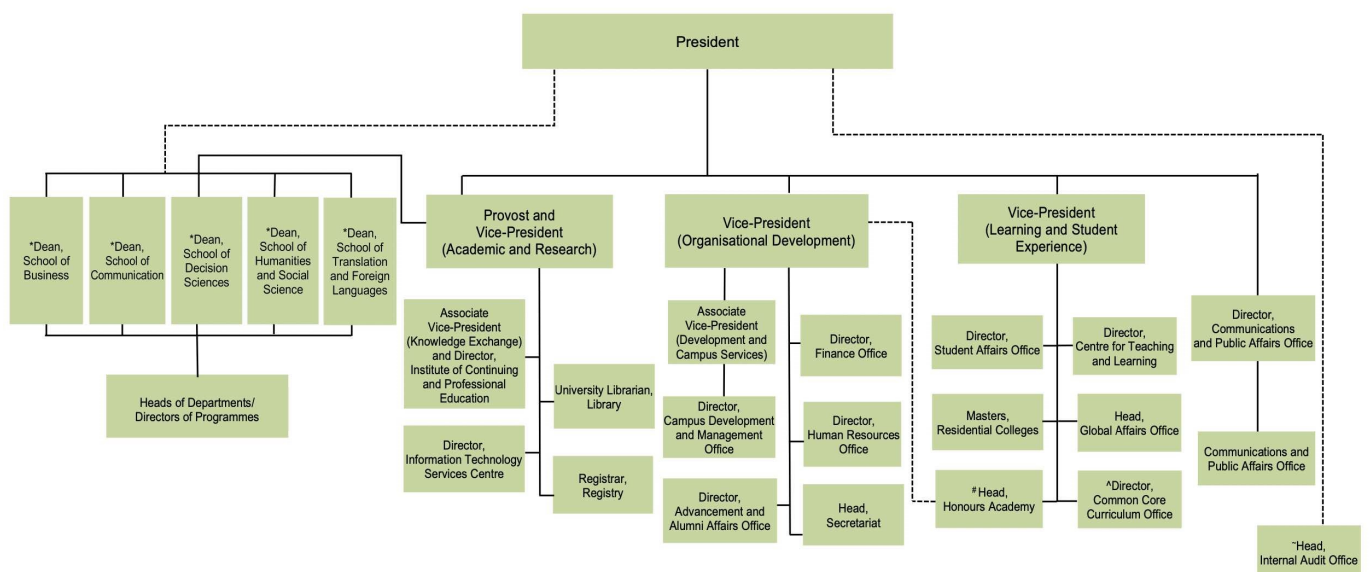 President
*Dean,
School of
Business
*Dean,
School of
Communication
*Dean,
School of
Decision
Sciences
*Dean,
School of
Humanities
and Social
Science
*Dean,
School of
Translation
and Foreign
Languages
Heads of Departments/
Directors of Programmes
Provost and
Vice-President
(Academic and Research)
Associate
Vice-President
(Knowledge Exchange)
and Director,
Institute of Continuing
and Professional
Education
University Librarian,
Library
Director,
Information Technology
Services Centre
Registrar,
Registry
Vice-President
(Organisational Development)
Associate
Vice-President
(Development and
Campus Services)
Director,
Finance Office
Director,
Campus Development
and Management
Office
Director,
Human Resources
Office
Director,
Advancement and
Alumni Affairs Office
Head,
Secretariat
Vice-President
(Learning and Student
Experience)
Director,
Student Affairs Office
Director,
Centre for Teaching
and Learning
Masters,
Residential Colleges
Head,
Global Affairs Office
#Head,
Honours Academy
^Director,
Common Core
Curriculum Office
Director,
Communications
and Public Affairs Office
Communications and
Public Affairs Office
~Head,
Internal Audit Office